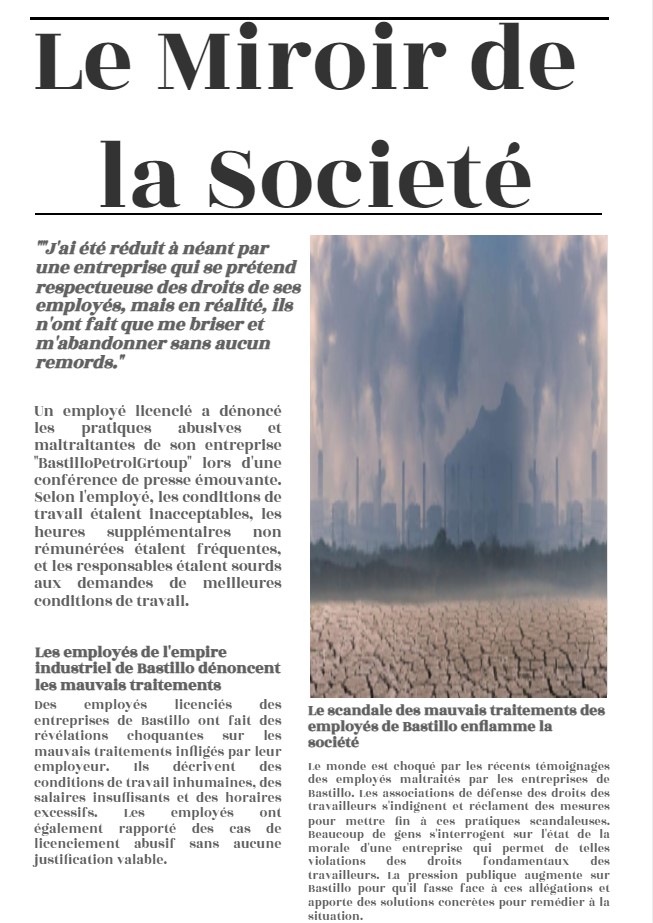 Le Miroir de
la Societé
""J'ai été réduit à néant par
une entreprise qui se prétend
respectueuse des droits de ses
employés, mais en réalité, ils
n'ont fait que me briser et
m'abandonner sans aucun
remords."
Un employé licencié a dénoncé
les pratiques abusives et
maltraitantes de son entreprise
"BastilloPetrolGrtoup" lors d'une
conférence de presse émouvante.
Selon l'employé, les conditions de
travail étaient inacceptables, les
heures supplémentaires non
rémunérées étaient fréquentes,
et les responsables étaient sourds
aux demandes de meilleures
conditions de travail.
Les employés de l'empire
industriel de Bastillo dénoncent
les mauvais traitements
Des employés licenciés des
entreprises de Bastillo ont fait des
révélations choquantes sur les
mauvais traitements infligés par leur
employeur. Ils décrivent des
conditions de travail inhumaines, des
salaires insuffisants et des horaires
excessifs. Les employés ont
également rapporté des cas de
licenciement abusif sans aucune
justification valable.
Le scandale des mauvais traitements des
employés de Bastillo enflamme la
société
Le monde est choqué par les récents témoignages
des employés maltraités par les entreprises de
Bastillo. Les associations de défense des droits des
travailleurs s'indignent et réclament des mesures
pour mettre fin à ces pratiques scandaleuses.
Beaucoup de gens s'interrogent sur l'état de la
morale d'une entreprise qui permet de telles
violations des droits fondamentaux des
travailleurs. La pression publique augmente sur
Bastillo pour qu'il fasse face à ces allégations et
apporte des solutions concrètes pour remédier à la
situation.